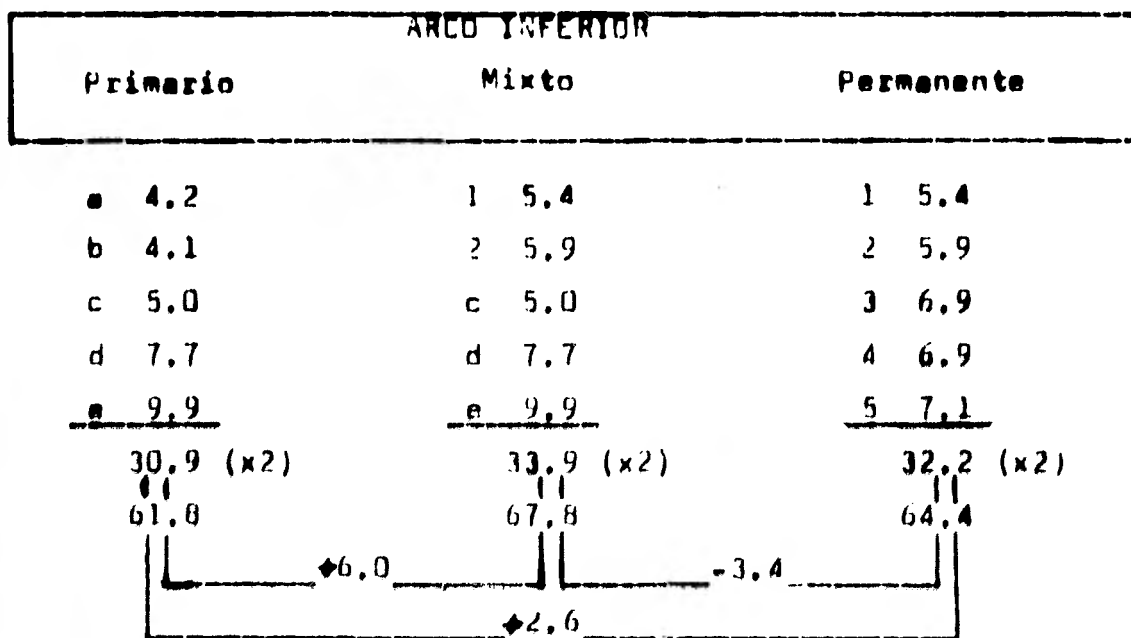 ARCO INFERIOR
Primario Mixto Permanente
a 4.2 1 5.4 1 5.4
b 4.1 2 5.9 2 5.9
c 5.0 c 5.0 3 6.9
d 7.7 d 7.7 4 6.9
e 9.9 e 9.9 5 7.1
30.9 (x2) 33.9 (x2) 32.2 (x2)
61.8 67.8 64.4
+6.0 -3.4
+2.6